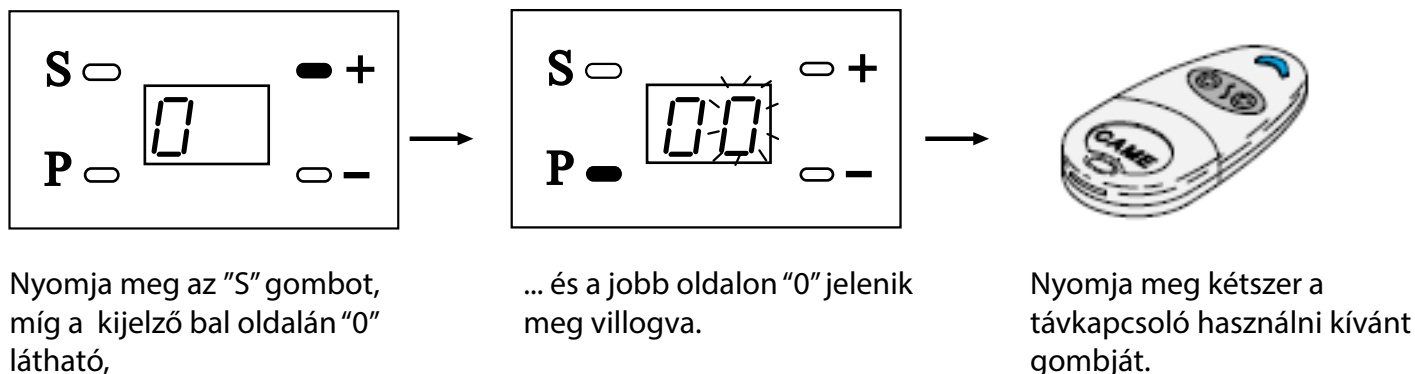 S +
0
P −
S +
00
P −
CAME
Nyomja meg az ”S” gombot,
míg a kijelző bal oldalán “0”
látható,
... és a jobb oldalon “0” jelenik
meg villogva.
Nyomja meg kétszer a
távkapcsoló használni kívánt
gombját.